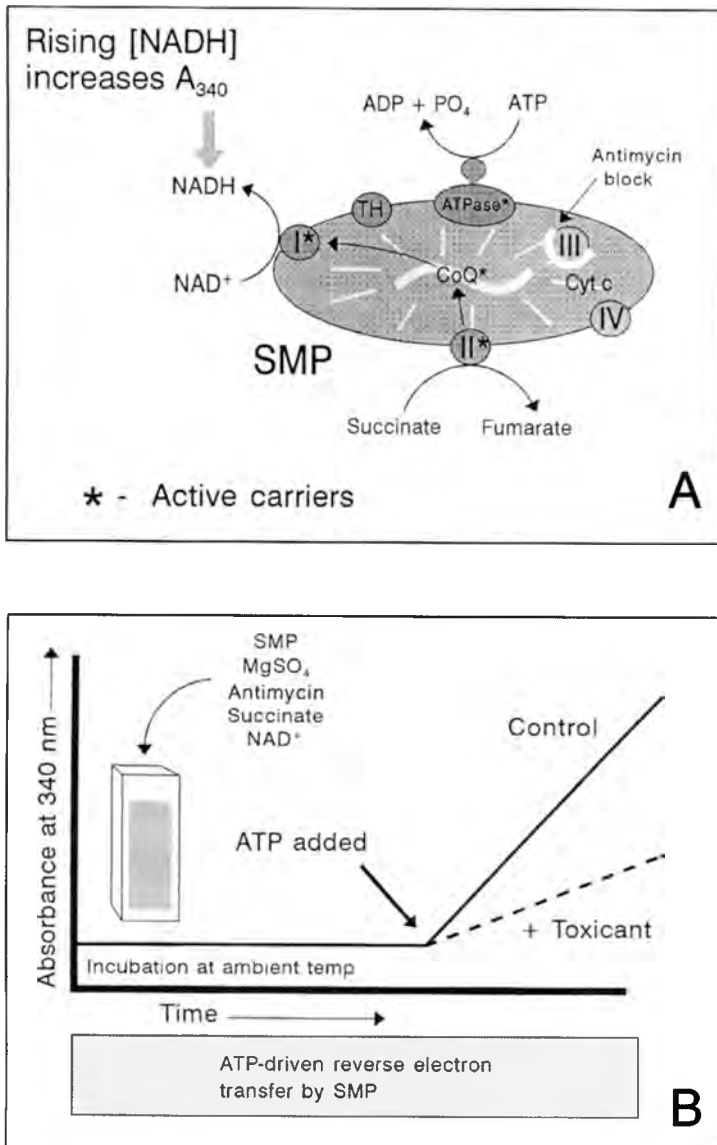 Rising [NADH]
increases A₃₄₀
ADP + PO₄
ATP
Antimycin
block
NADH
TH
ATPase*
I*
III
NAD⁺
CoQ*
Cyt c
IV
SMP
II*
Succinate
Fumarate
* - Active carriers
A
SMP
MgSO₄
Antimycin
Succinate
NAD⁺
Absorbance at 340 nm
Control
ATP added
+ Toxicant
Incubation at ambient temp
Time
ATP-driven reverse electron
transfer by SMP
B